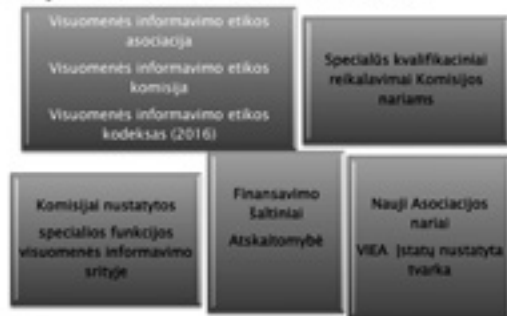 Visuomenės informavimo etikos
asociacija
Visuomenės informavimo etikos
komisija
Visuomenės informavimo etikos
kodeksas (2016)
Specialūs kvalifikaciniai
reikalavimai Komisijos
nariams
Komisijai nustatytos
specialios funkcijos
visuomenės informavimo
srityje
Finansavimo
šaltiniai
Atskaitomybė
Nauji Asociacijos
nariai
VIEA Įstatų nustatyta
tvarka